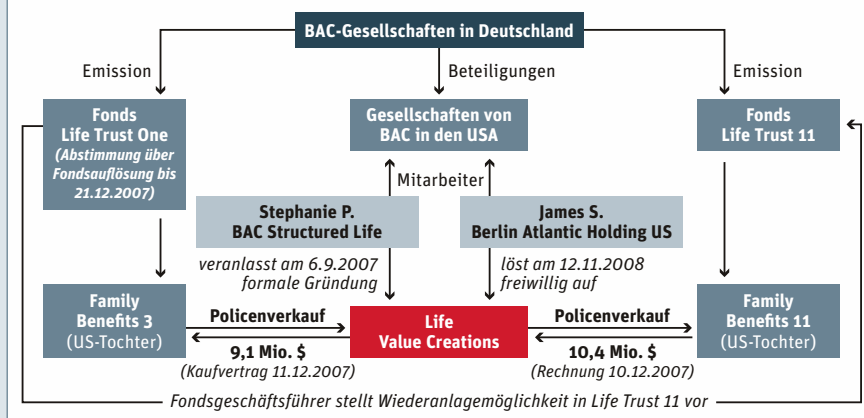 BAC-Gesellschaften in Deutschland
Emission
Beteiligungen
Emission
Fonds
Life Trust One
(Abstimmung über
Fondsauflösung bis
21.12.2007)
Gesellschaften von
BAC in den USA
Fonds
Life Trust 11
Mitarbeiter
Stephanie P.
BAC Structured Life
James S.
Berlin Atlantic Holding US
veranlasst am 6.9.2007
formale Gründung
löst am 12.11.2008
freiwillig auf
Family
Benefits 3
(US-Tochter)
Policenverkauf
9,1 Mio. $
(Kaufvertrag 11.12.2007)
Life
Value Creations
Policenverkauf
10,4 Mio. $
(Rechnung 10.12.2007)
Family
Benefits 11
(US-Tochter)
Fondsgeschäftsführer stellt Wiederanlagemöglichkeit in Life Trust 11 vor